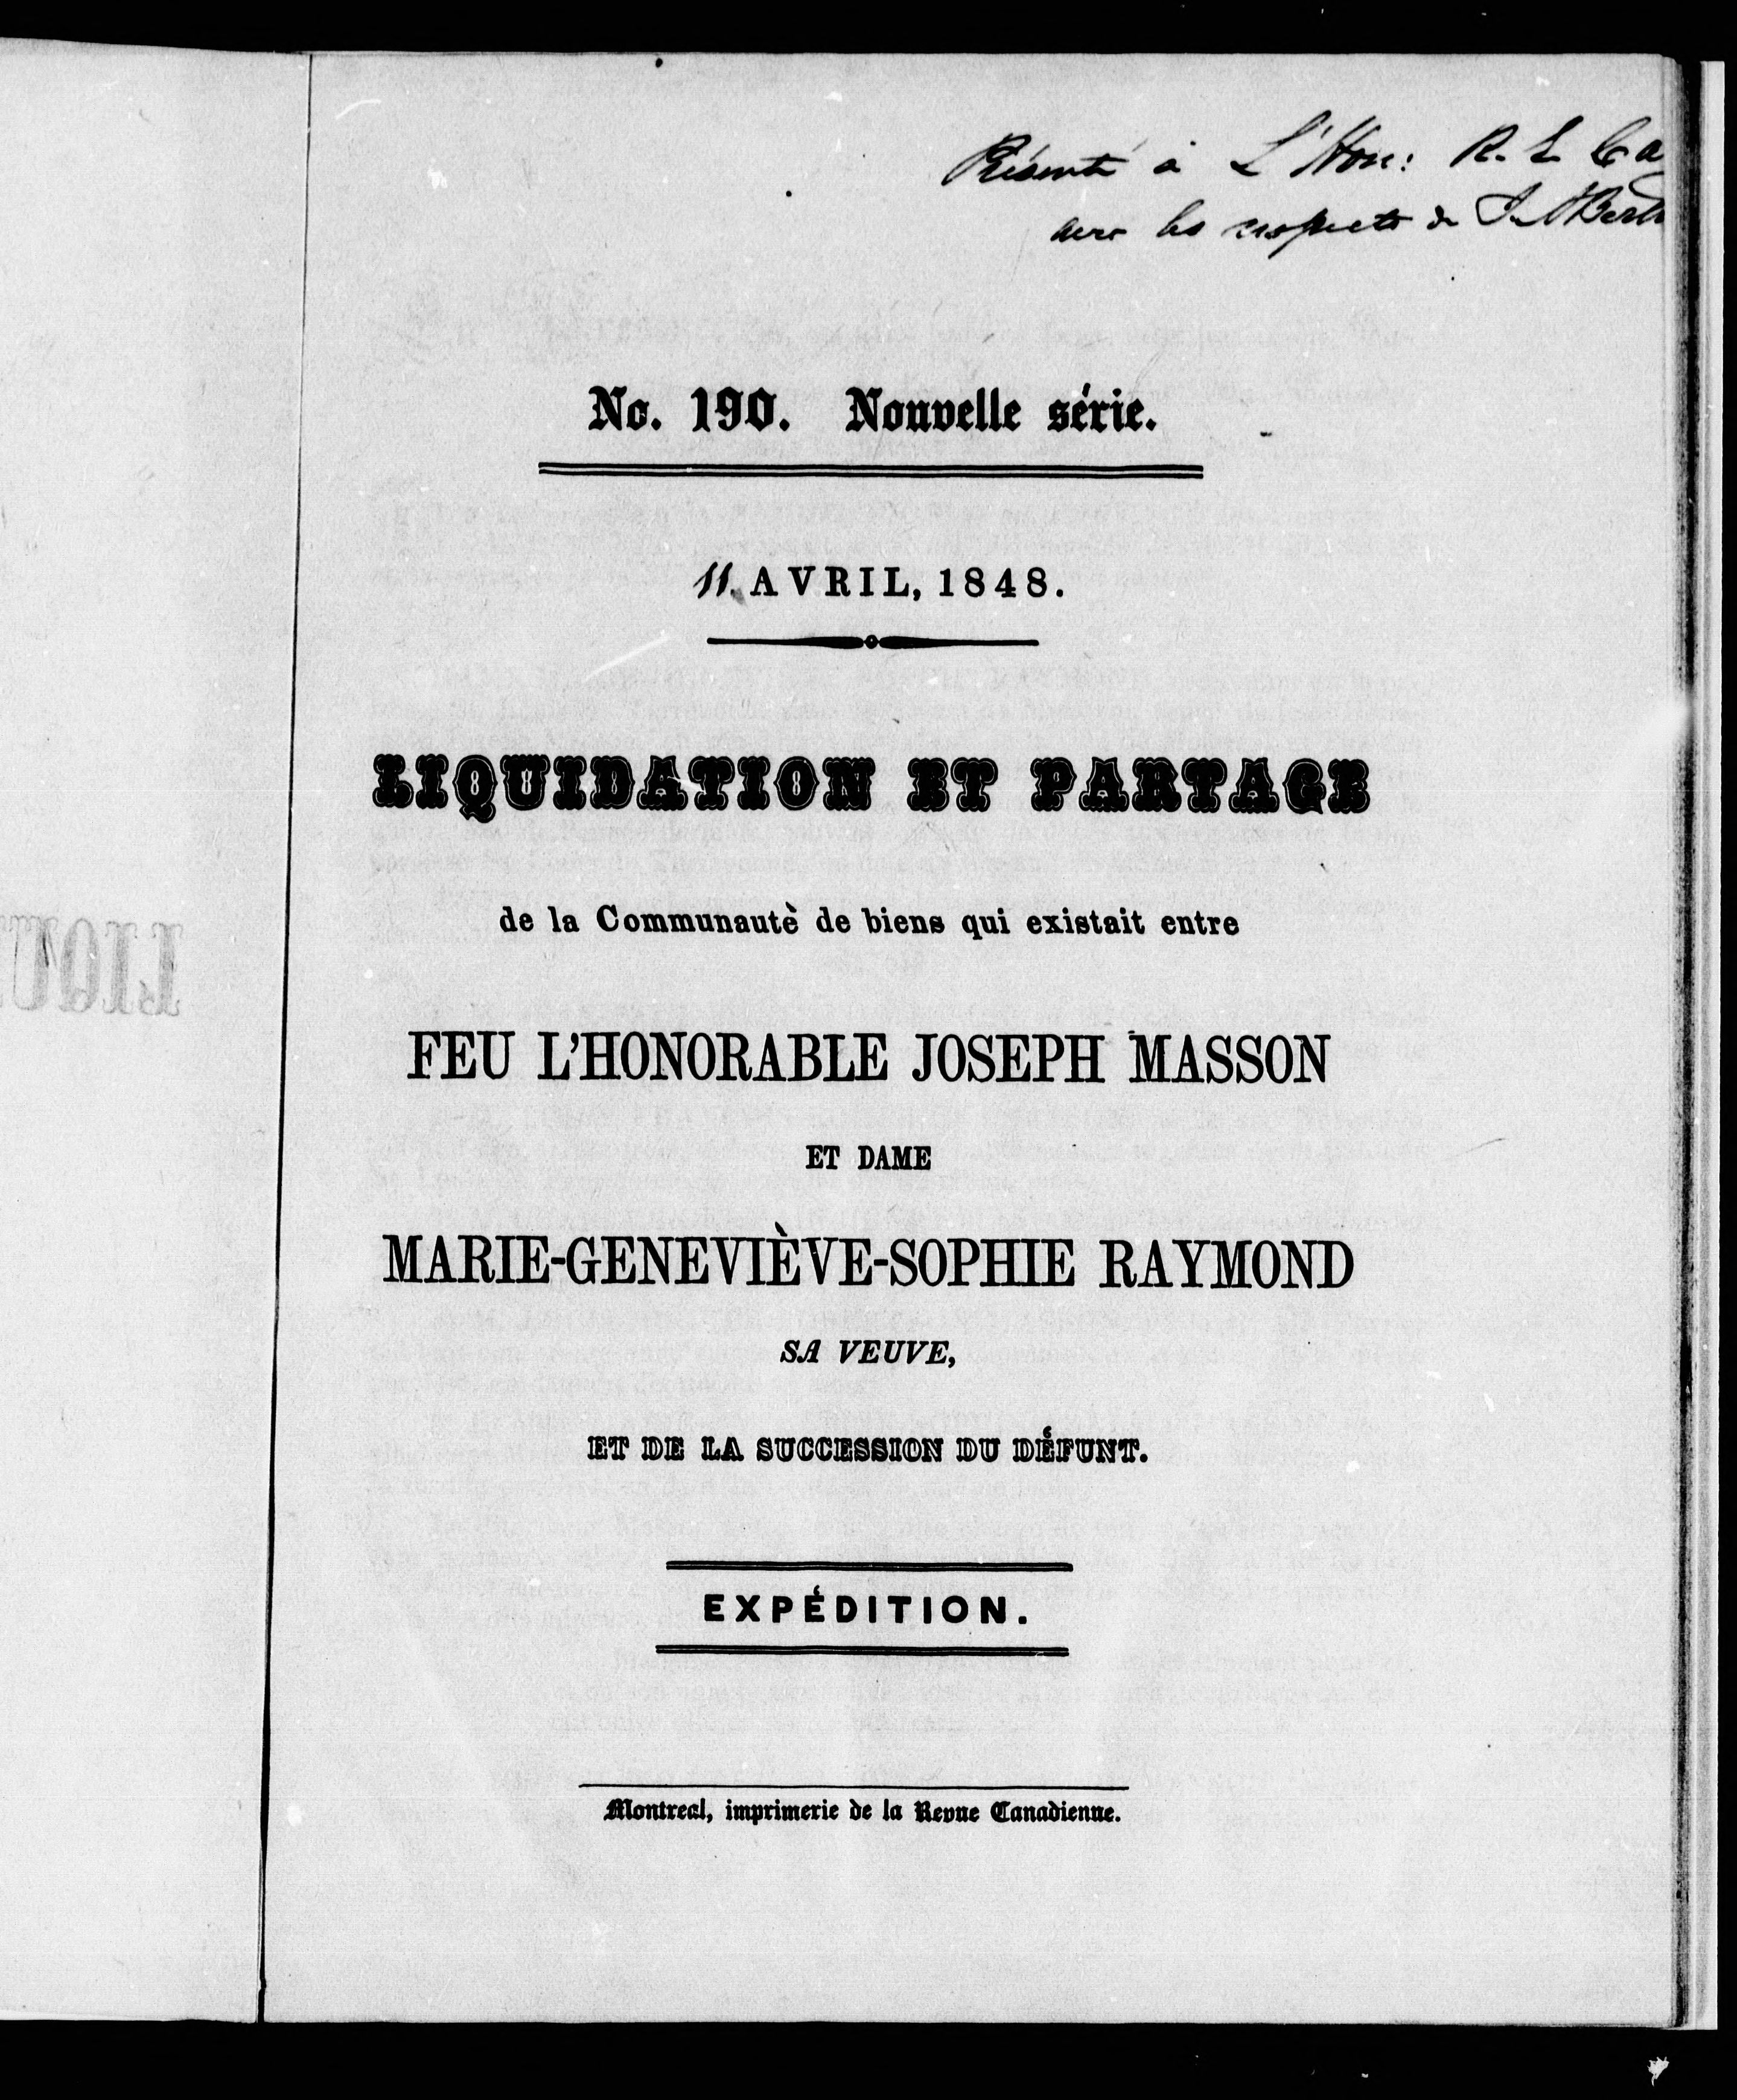 Présenté à L'Hon: R. E. Ca
avec les respects de J. A. Berth
No. 190. Nouvelle série.
11. AVRIL, 1848.
LIQUIDATION ET PARTAGE
de la Communautè de biens qui existait entre
FEU L'HONORABLE JOSEPH MASSON
ET DAME
MARIE-GENEVIÈVE-SOPHIE RAYMOND
SA VEUVE,
ET DE LA SUCCESSION DU DÉFUNT.
EXPÉDITION.
Montreal, imprimerie de la Revue Canadienne.